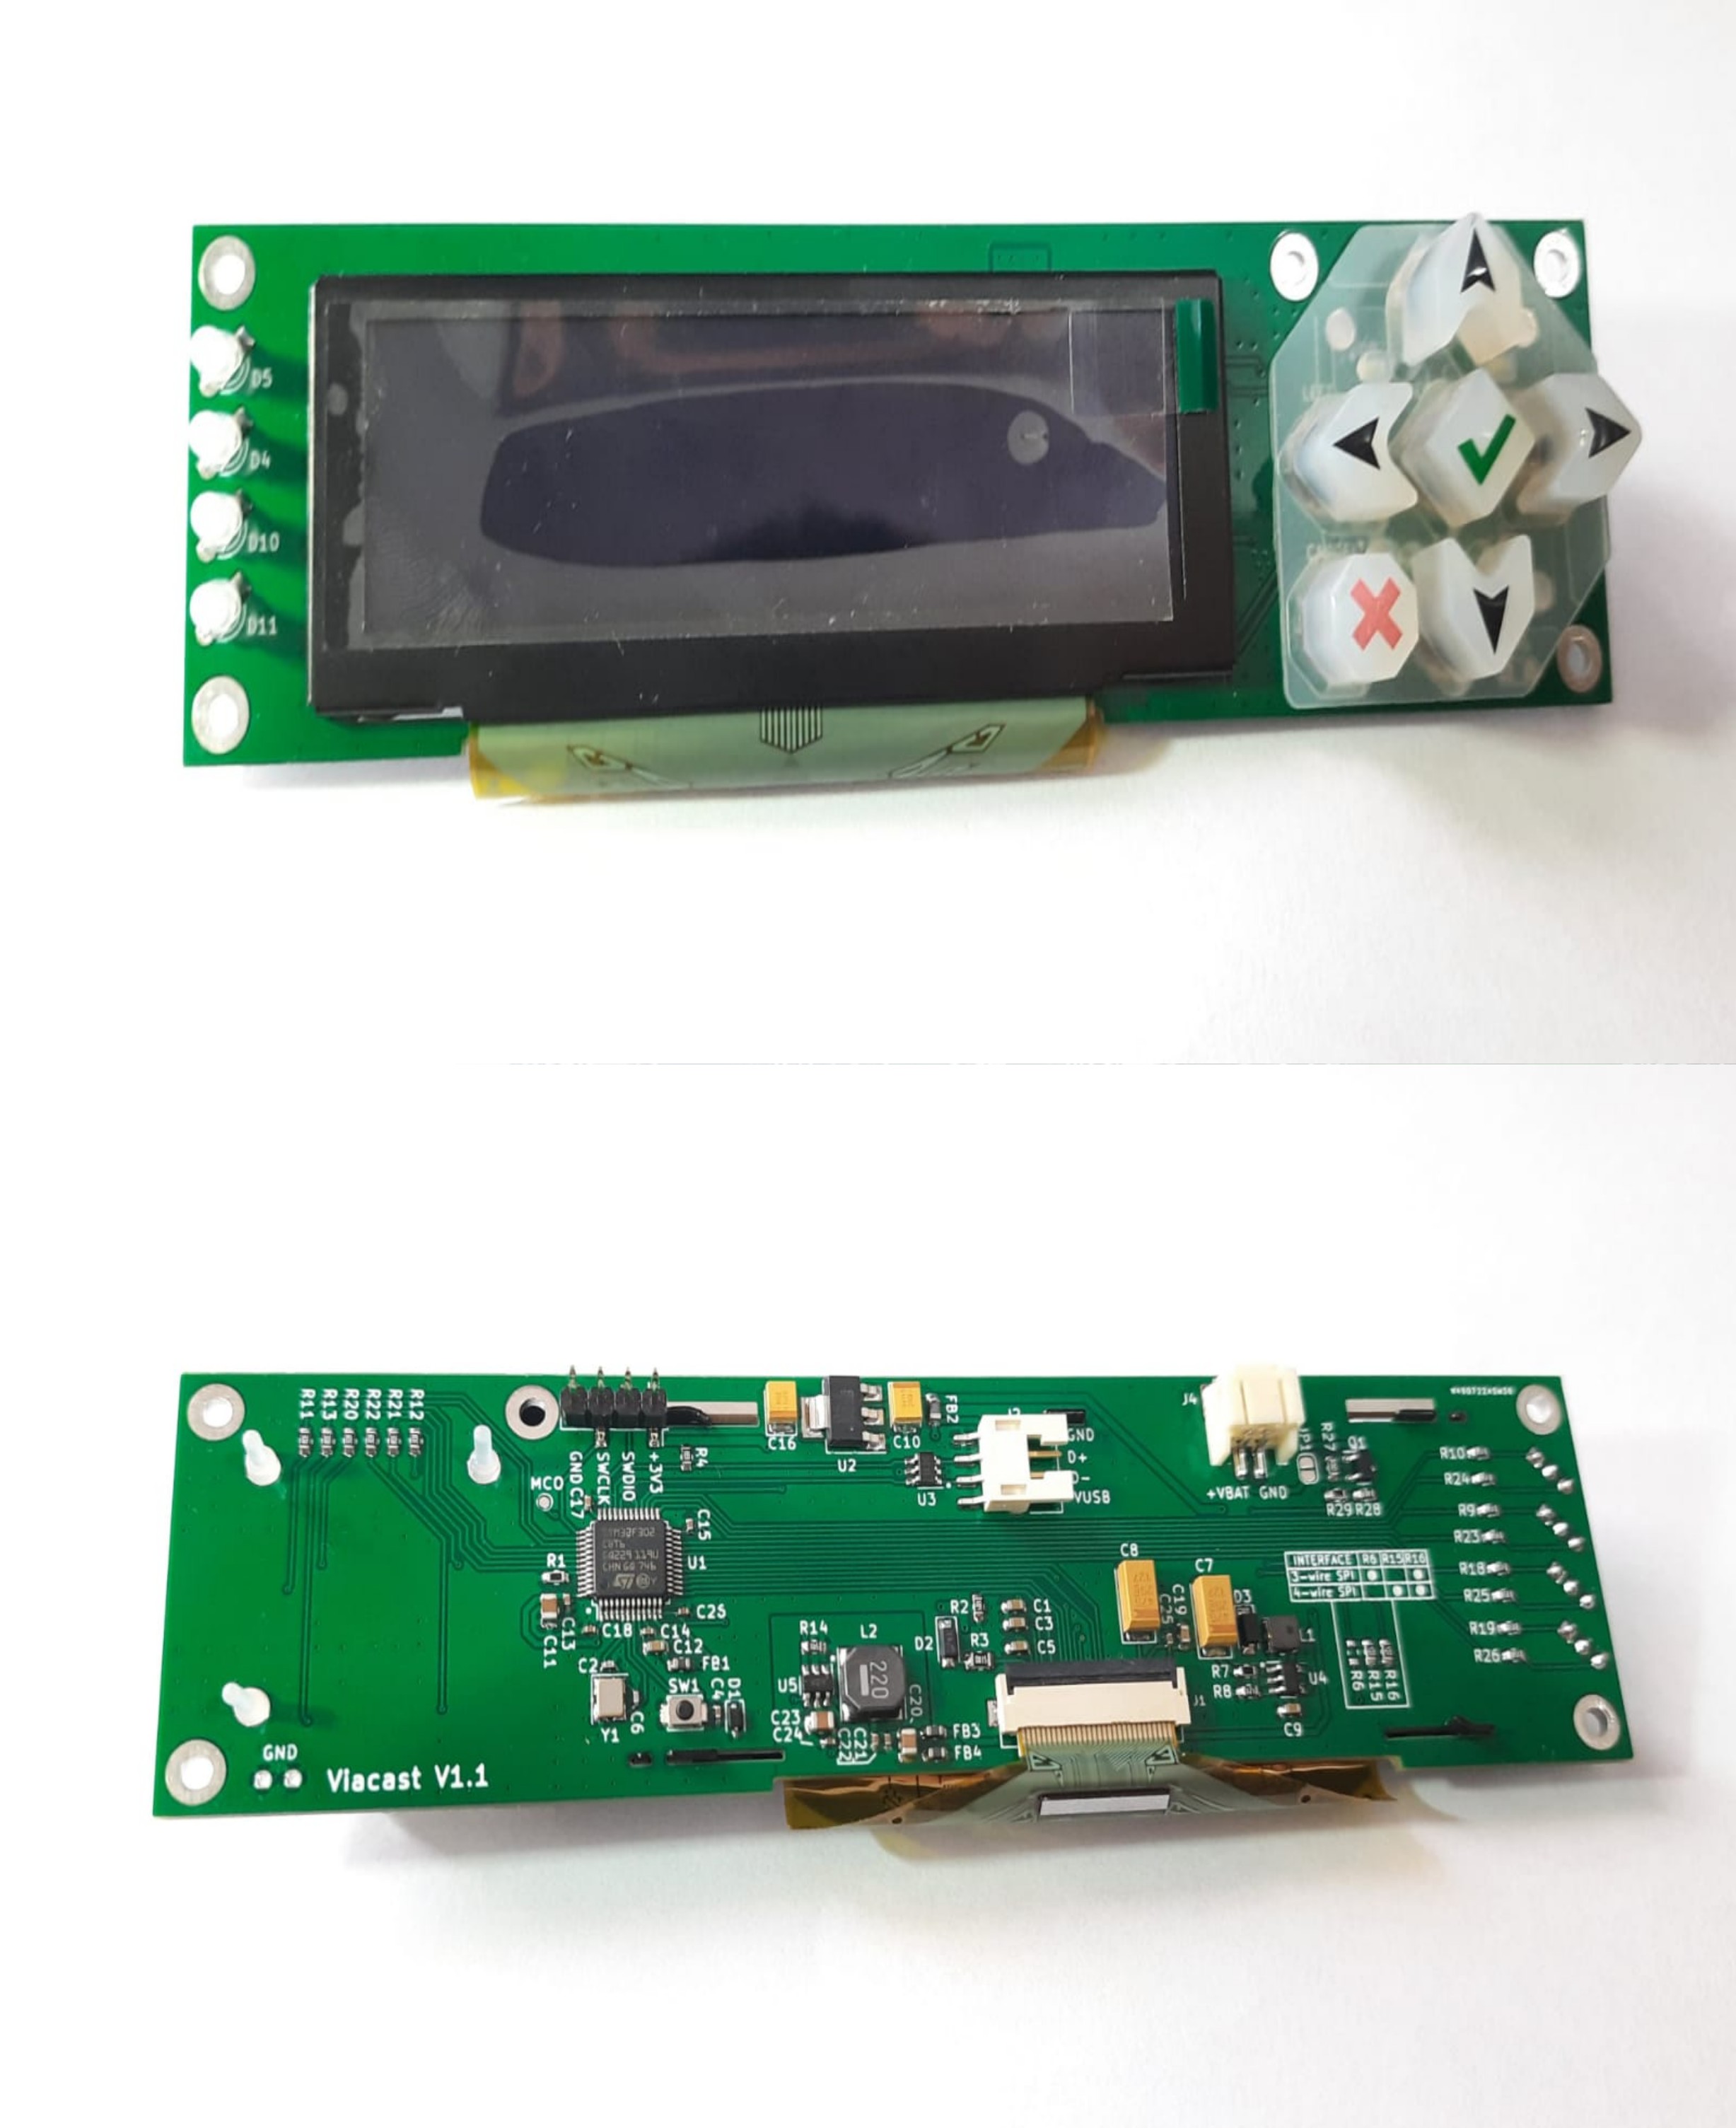 D5
D4
D10
D11
R11
R13
R20
R22
R21
R12
GND
SWCLK
SWDIO
+3V3
MCO
C17
R4
C16
U2
C10
FB2
U3
GND
D+
D-
VUSB
J4
+VBAT GND
JP1
R27
Q1
R29 R28
R10
R24
R9
R23
R18
R25
R19
R26
C15
U1
R1
C13
C11
C18
C25
C14
C12
FB1
C2
SW1
C4
D1
Y1
C6
R14
L2
220
U5
C23
C24
C22
C21
C20
FB3
FB4
D2
R2
R3
C1
C3
C5
C8
C7
C19
D3
L1
R7
R8
U4
C9
J1
INTERFACE R6 R15 R16
3-wire SPI
4-wire SPI
R6
R15
R16
GND
Viacast V1.1